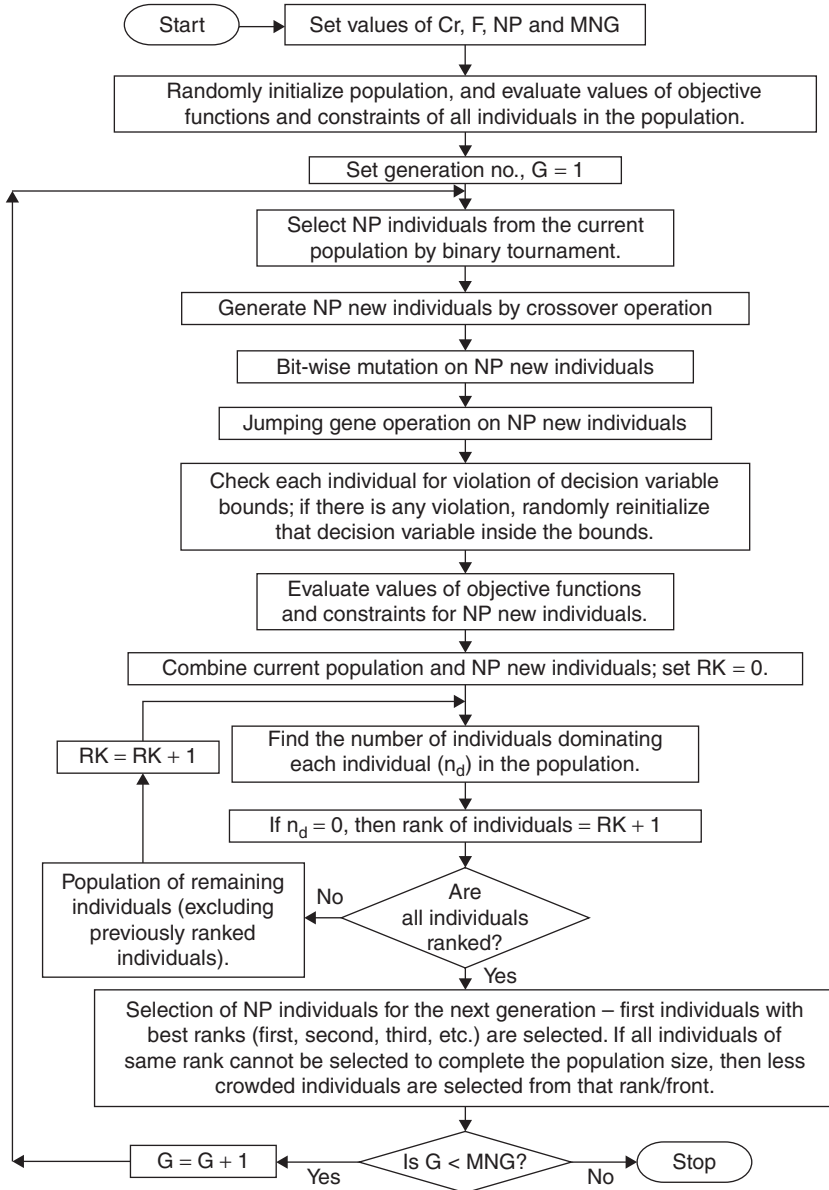 Start
Set values of Cr, F, NP and MNG
Randomly initialize population, and evaluate values of objective
functions and constraints of all individuals in the population.
Set generation no., G = 1
Select NP individuals from the current
population by binary tournament.
Generate NP new individuals by crossover operation
Bit-wise mutation on NP new individuals
Jumping gene operation on NP new individuals
Check each individual for violation of decision variable
bounds; if there is any violation, randomly reinitialize
that decision variable inside the bounds.
Evaluate values of objective functions
and constraints for NP new individuals.
Combine current population and NP new individuals; set RK = 0.
RK = RK + 1
Find the number of individuals dominating
each individual (n_d) in the population.
If n_d = 0, then rank of individuals = RK + 1
Population of remaining
individuals (excluding
previously ranked
individuals).
No
Are
all individuals
ranked?
Yes
Selection of NP individuals for the next generation – first individuals with
best ranks (first, second, third, etc.) are selected. If all individuals of
same rank cannot be selected to complete the population size, then less
crowded individuals are selected from that rank/front.
G = G + 1
Yes
Is G < MNG?
No
Stop